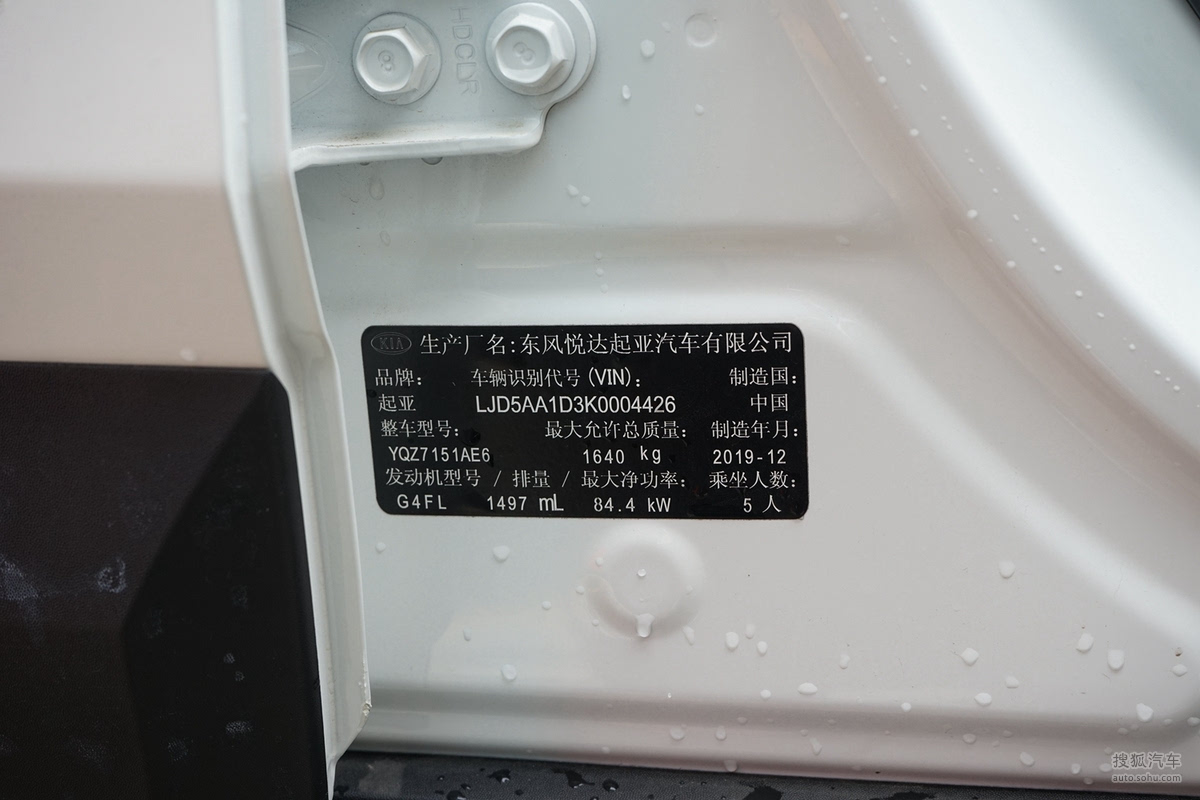 HDCLR
8 8
KIA 生产厂名:东风悦达起亚汽车有限公司
品牌: 车辆识别代号(VIN): 制造国:
起亚 LJD5AA1D3K0004426 中国
整车型号: 最大允许总质量: 制造年月:
YQZ7151AE6 1640 kg 2019-12
发动机型号 / 排量 / 最大净功率: 乘坐人数:
G4FL 1497 mL 84.4 kW 5 人
搜狐汽车
auto.sohu.com